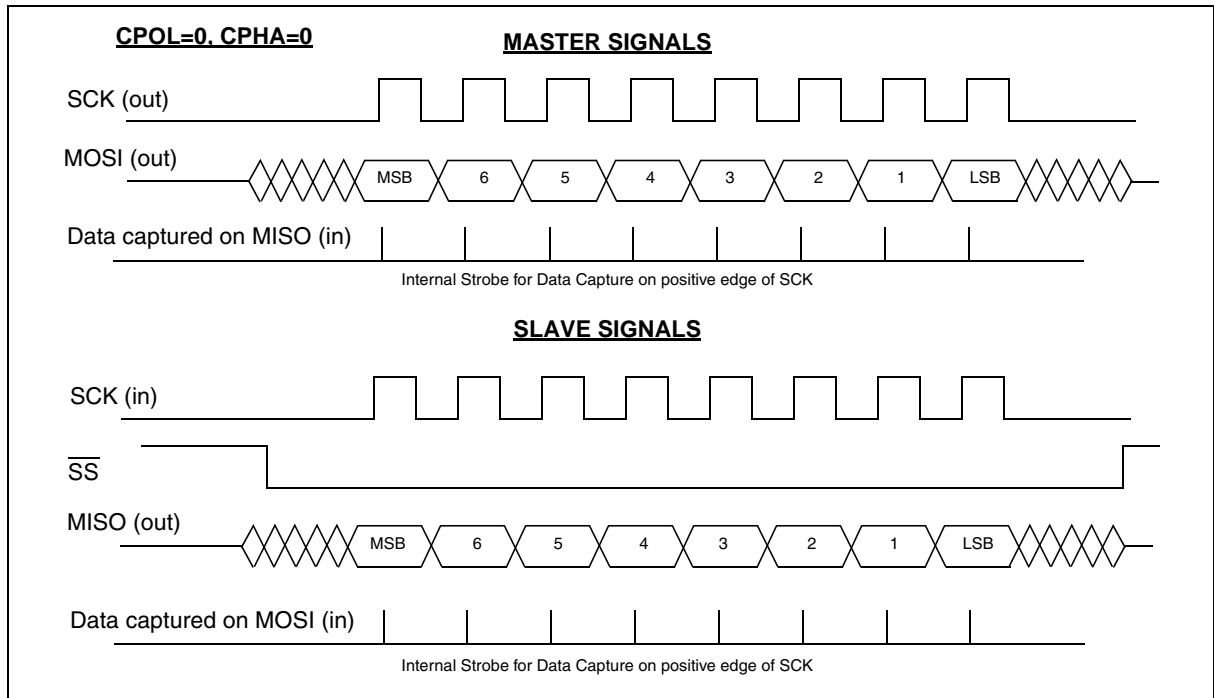 CPOL=0, CPHA=0
MASTER SIGNALS
SCK (out)
MOSI (out)
MSB 6 5 4 3 2 1 LSB
Data captured on MISO (in)
Internal Strobe for Data Capture on positive edge of SCK
SLAVE SIGNALS
SCK (in)
S̅S̅
MISO (out)
MSB 6 5 4 3 2 1 LSB
Data captured on MOSI (in)
Internal Strobe for Data Capture on positive edge of SCK